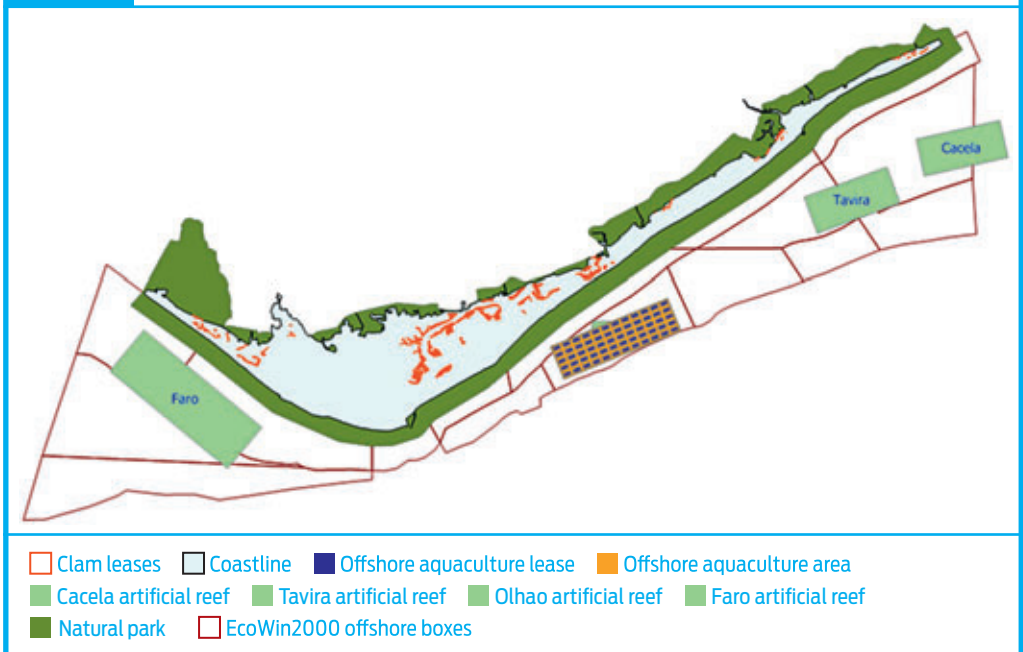 Cacela
Tavira
Faro
Clam leases Coastline Offshore aquaculture lease Offshore aquaculture area
Cacela artificial reef Tavira artificial reef Olhao artificial reef Faro artificial reef
Natural park EcoWin2000 offshore boxes